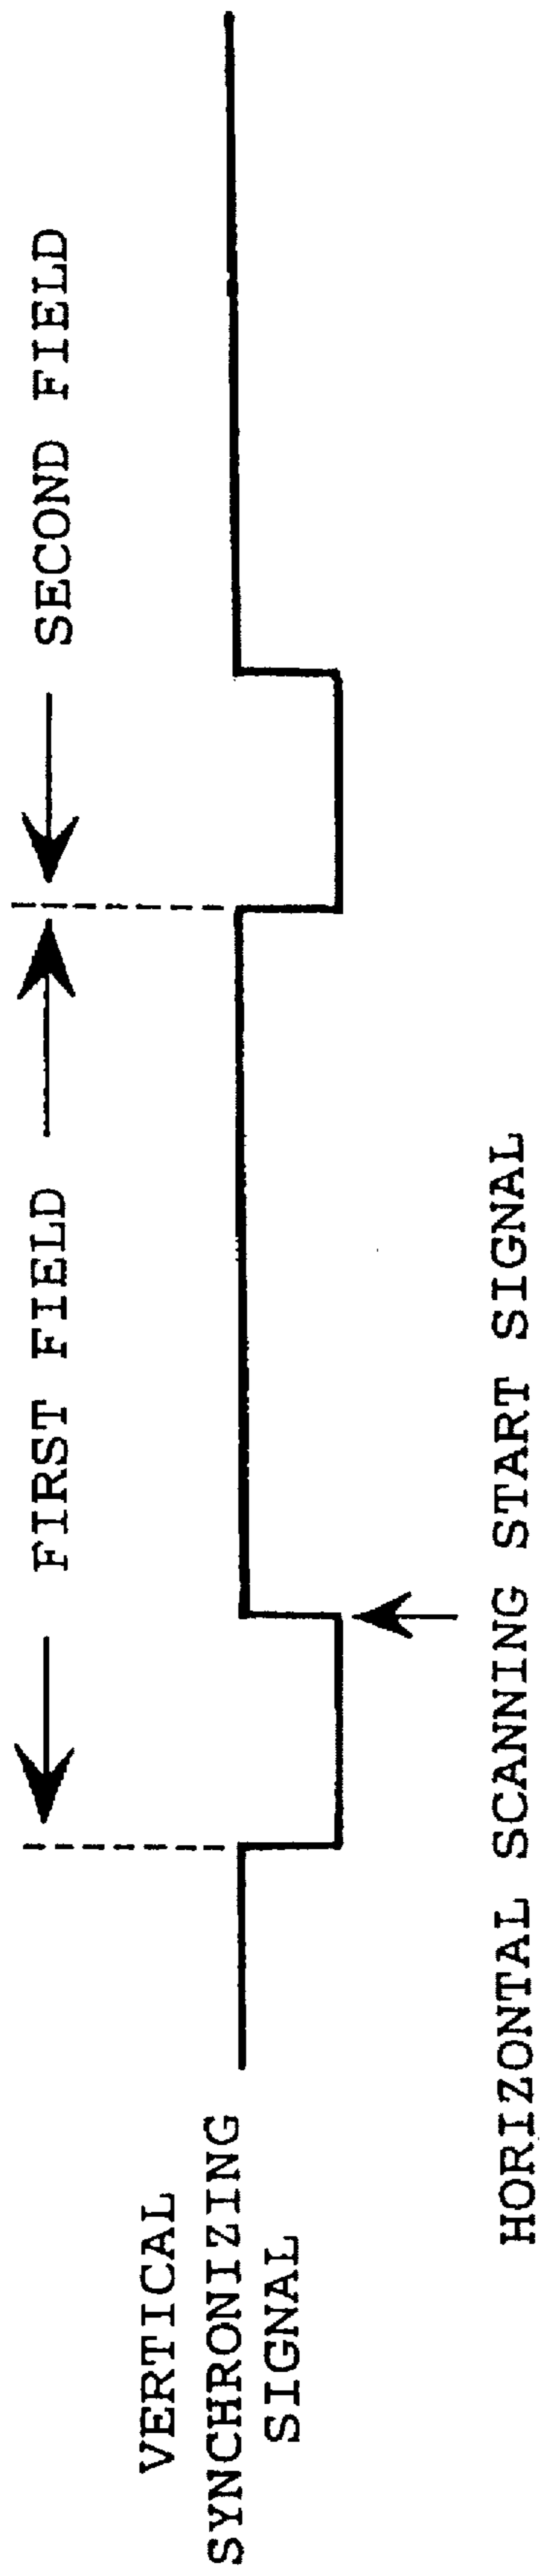 FIRST FIELD
SECOND FIELD
VERTICAL
SYNCHRONIZING
SIGNAL
HORIZONTAL SCANNING START SIGNAL